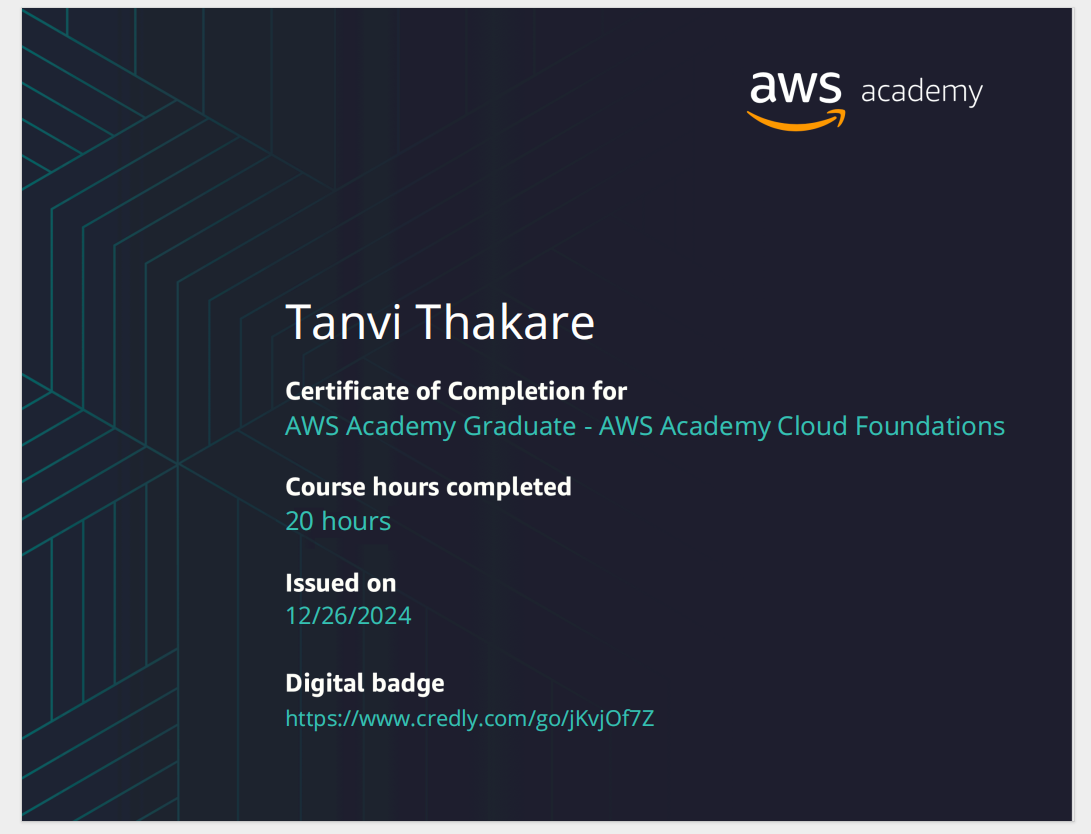 aws academy
Tanvi Thakare
Certificate of Completion for
AWS Academy Graduate - AWS Academy Cloud Foundations
Course hours completed
20 hours
Issued on
12/26/2024
Digital badge
https://www.credly.com/go/jKvjOf7Z